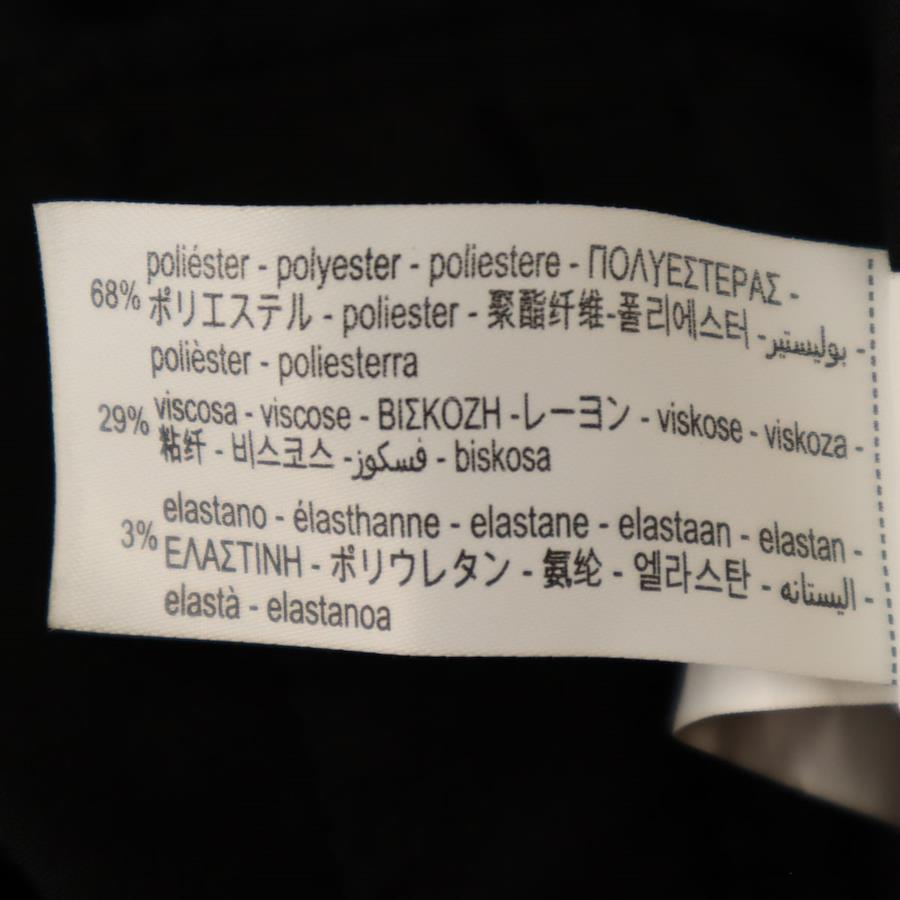 poliéster - polyester - poliestere - ΠΟΛΥΕΣΤΕΡΑΣ -
68% ポリエステル - poliester - 聚酯纤维-폴리에스터 -بوليستير -
polièster - poliesterra
29% viscosa - viscose - ΒΙΣΚΟΖΗ -レーヨン - viskose - viskoza -
粘纤 - 비스코스 -فسكوز - biskosa
elastano - élasthanne - elastane - elastaan - elastan -
3% ΕΛΑΣΤΙΝΗ - ポリウレタン - 氨纶 - 엘라스탄 - اليستانه -
elastà - elastanoa